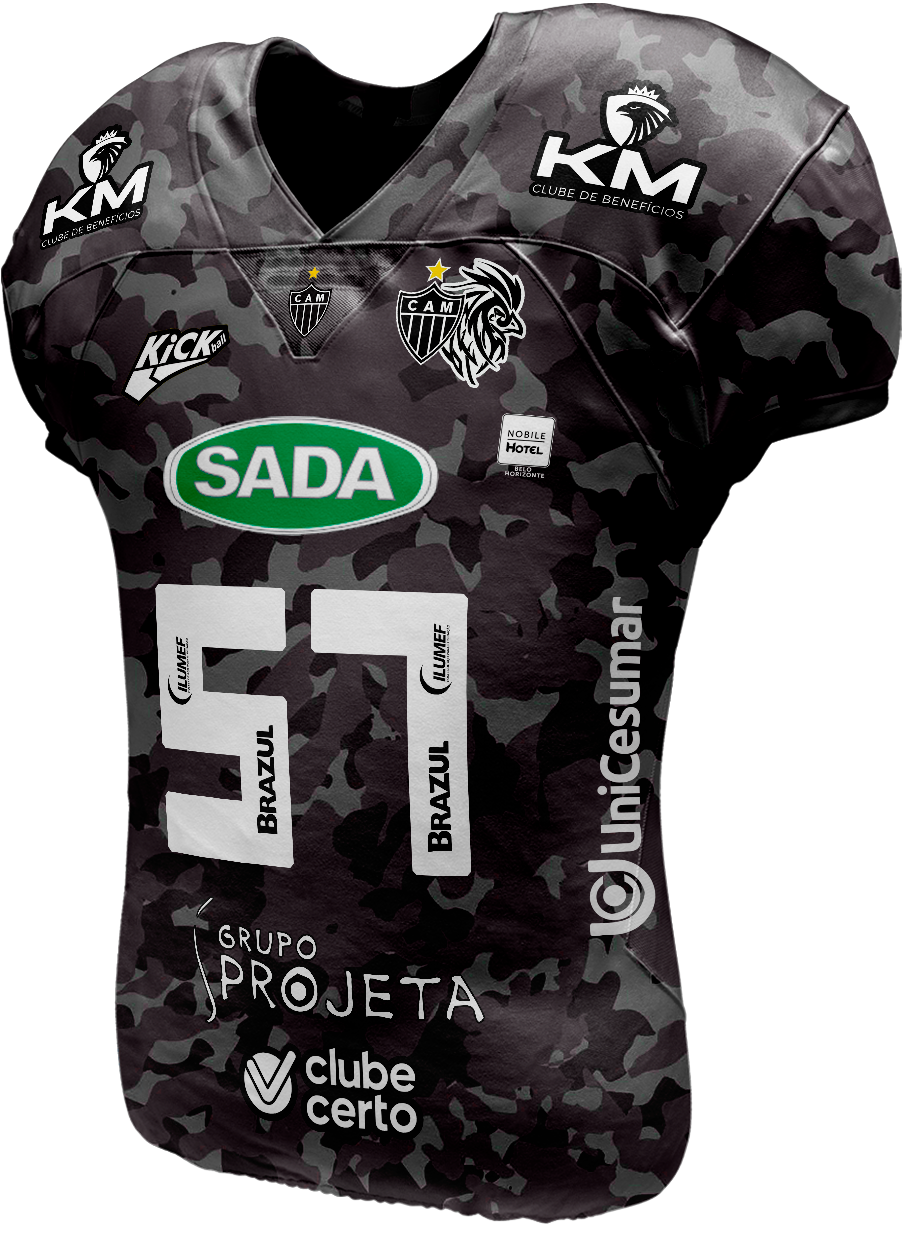 KM
CLUBE DE BENEFÍCIOS
KM
CLUBE DE BENEFÍCIOS
CAM
CAM
KiCK
ball
NOBILE
HOTEL
BELO
HORIZONTE
SADA
57
ILUMEF
ILUMEF
BRAZUL
BRAZUL
UniCesumar
GRUPO
PROJETA
clube
certo